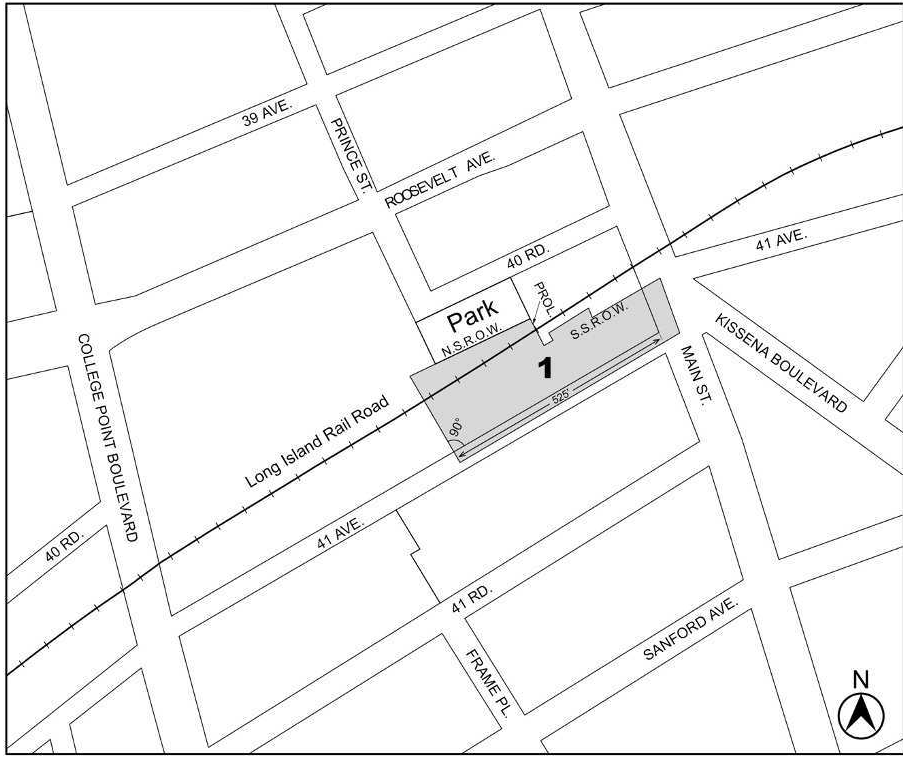 39 AVE.
PRINCE ST.
ROOSEVELT AVE.
41 AVE.
40 RD.
PROL.
Park
N.S.R.O.W.
S.S.R.O.W.
KISSENA BOULEVARD
1
MAIN ST.
COLLEGE POINT BOULEVARD
525'
90°
Long Island Rail Road
41 AVE.
40 RD.
41 RD.
SANFORD AVE.
FRAME PL.
N